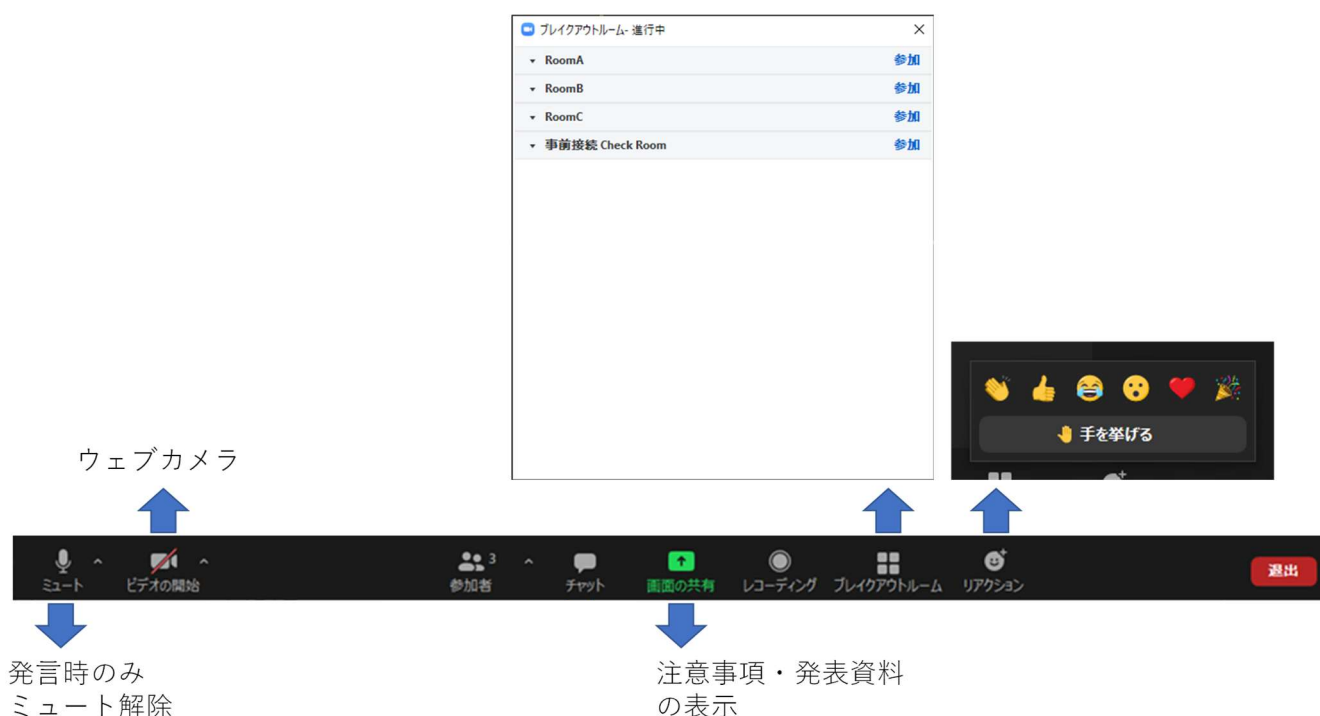 ブレイクアウトルーム- 進行中
RoomA 参加
RoomB 参加
RoomC 参加
事前接続 Check Room 参加
手を挙げる
ウェブカメラ
ミュート ビデオの開始 参加者 3 チャット 画面の共有 レコーディング ブレイクアウトルーム リアクション 退出
発言時のみ
ミュート解除
注意事項・発表資料
の表示